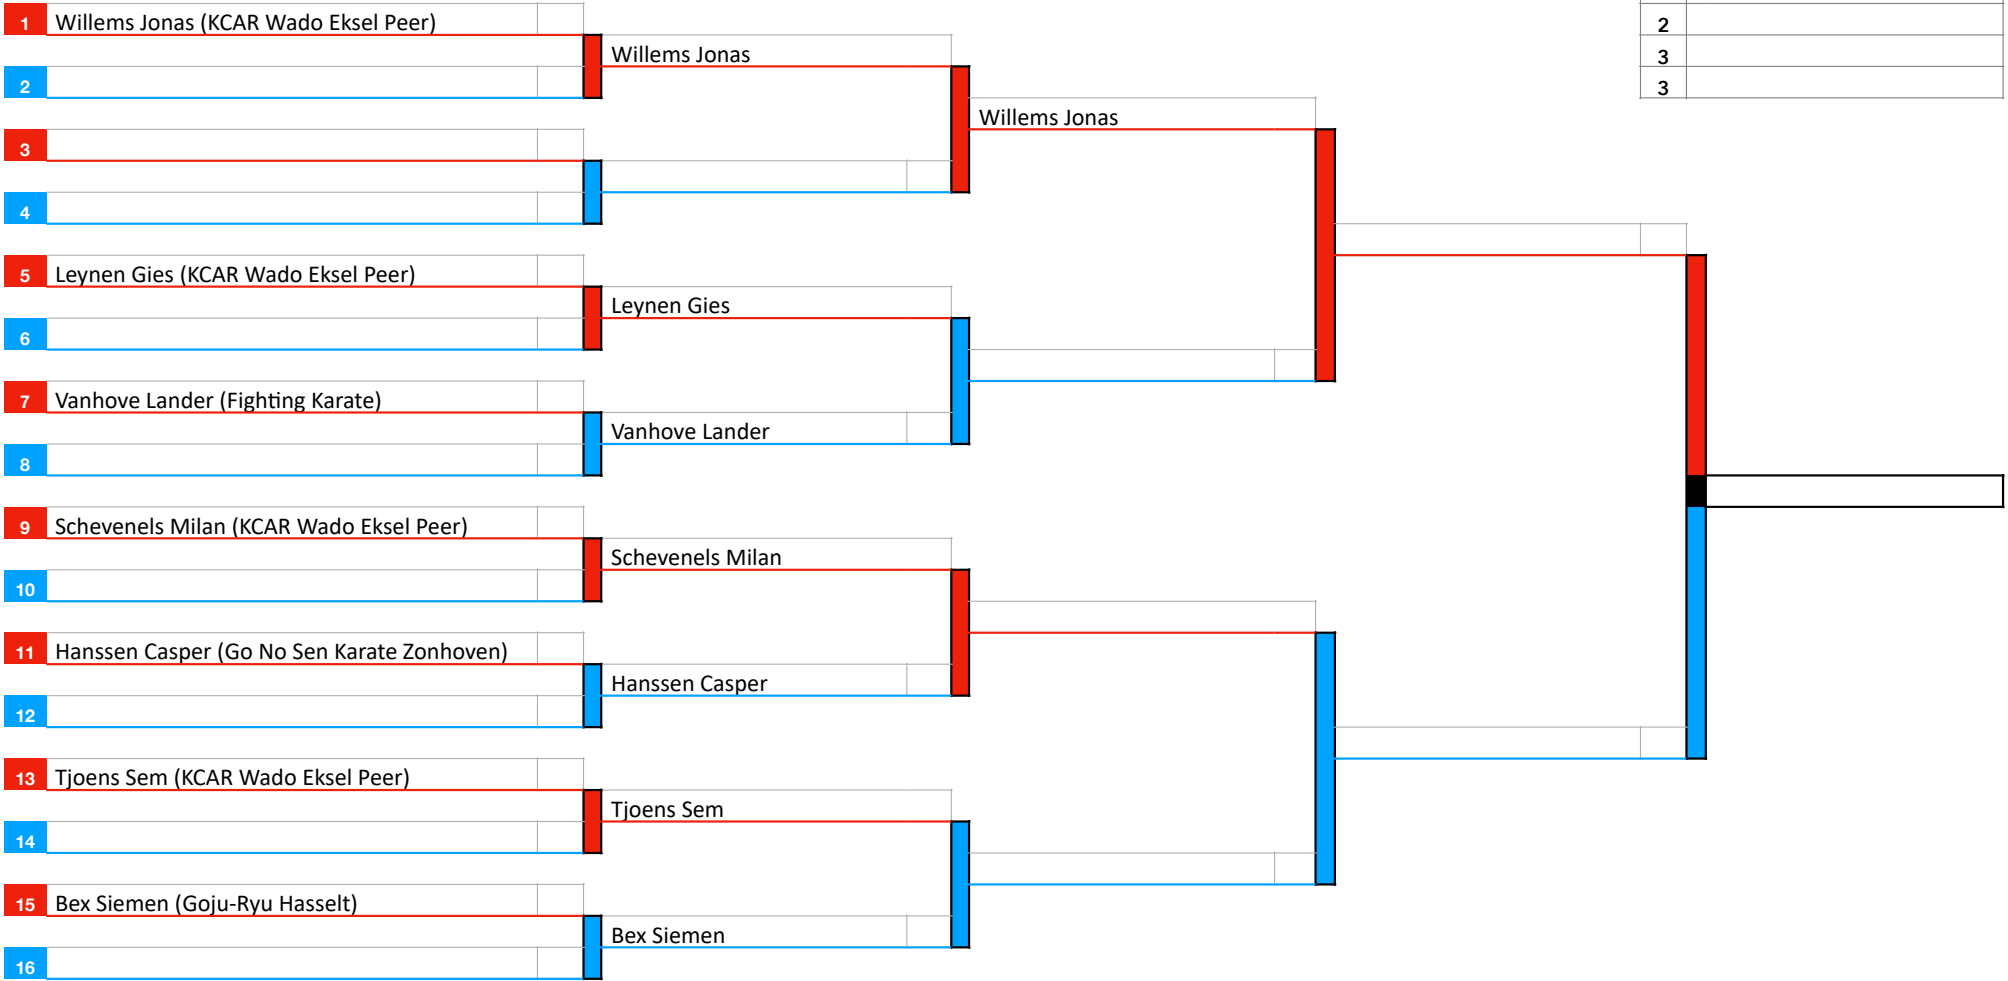 1 Willems Jonas (KCAR Wado Eksel Peer)
2
3
4
5 Leynen Gies (KCAR Wado Eksel Peer)
6
7 Vanhove Lander (Fighting Karate)
8
9 Schevenels Milan (KCAR Wado Eksel Peer)
10
11 Hanssen Casper (Go No Sen Karate Zonhoven)
12
13 Tjoens Sem (KCAR Wado Eksel Peer)
14
15 Bex Siemen (Goju-Ryu Hasselt)
16
Willems Jonas
Leynen Gies
Vanhove Lander
Schevenels Milan
Hanssen Casper
Tjoens Sem
Bex Siemen
Willems Jonas
2
3
3